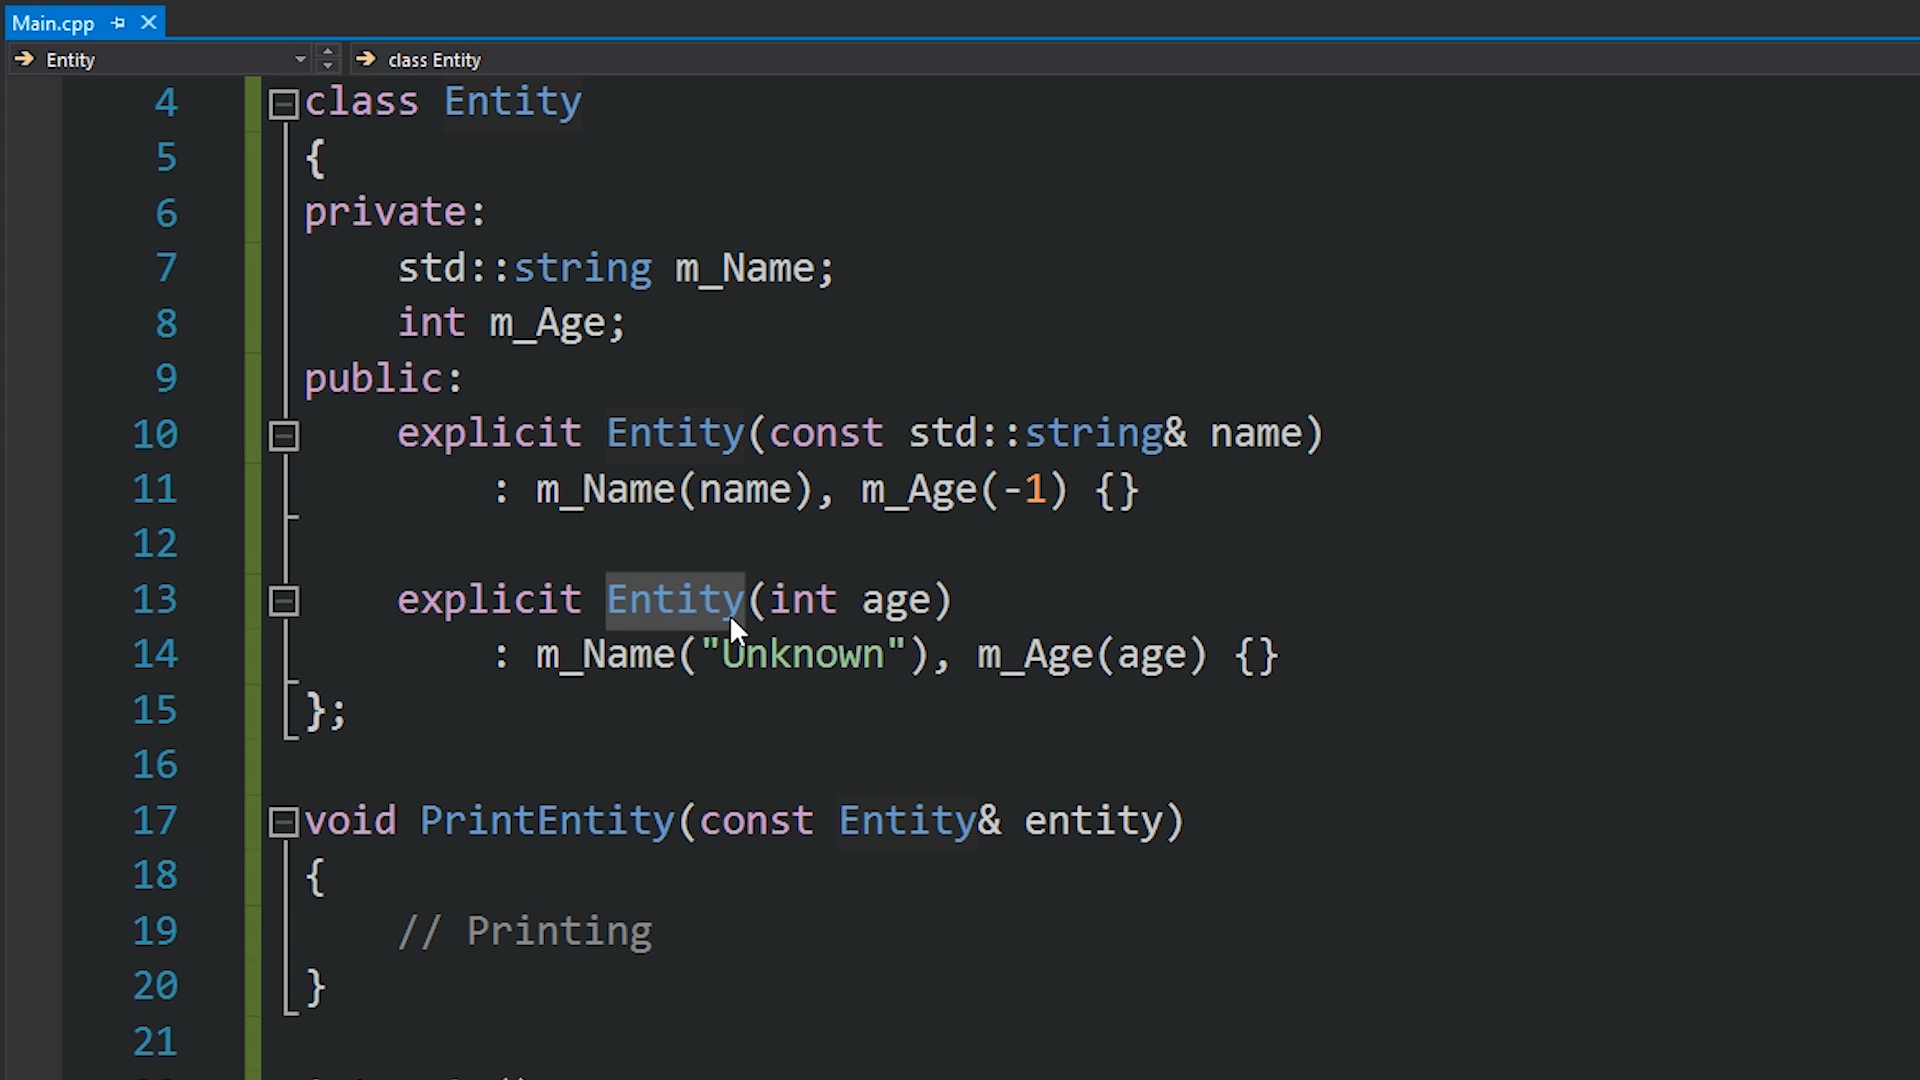 Main.cpp
Entity
class Entity
4 class Entity
5 {
6 private:
7 std::string m_Name;
8 int m_Age;
9 public:
10 explicit Entity(const std::string& name)
11 : m_Name(name), m_Age(-1) {}
12
13 explicit Entity(int age)
14 : m_Name("Unknown"), m_Age(age) {}
15 };
16
17 void PrintEntity(const Entity& entity)
18 {
19 // Printing
20 }
21